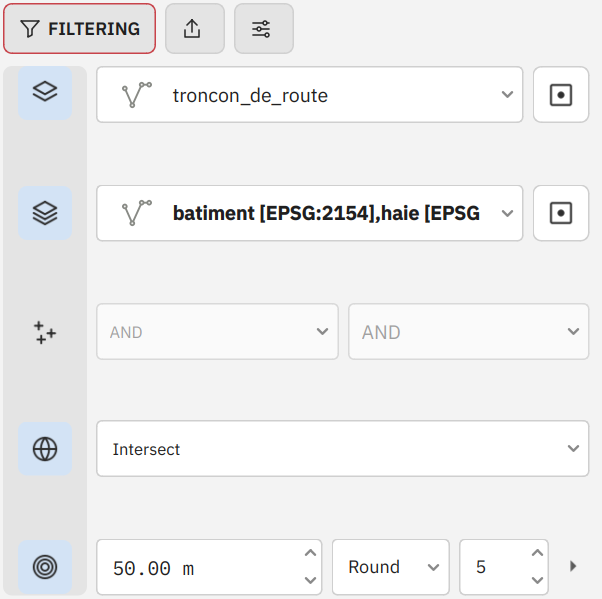 FILTERING
troncon_de_route
batiment [EPSG:2154],haie [EPSG
AND AND
Intersect
50.00 m Round 5